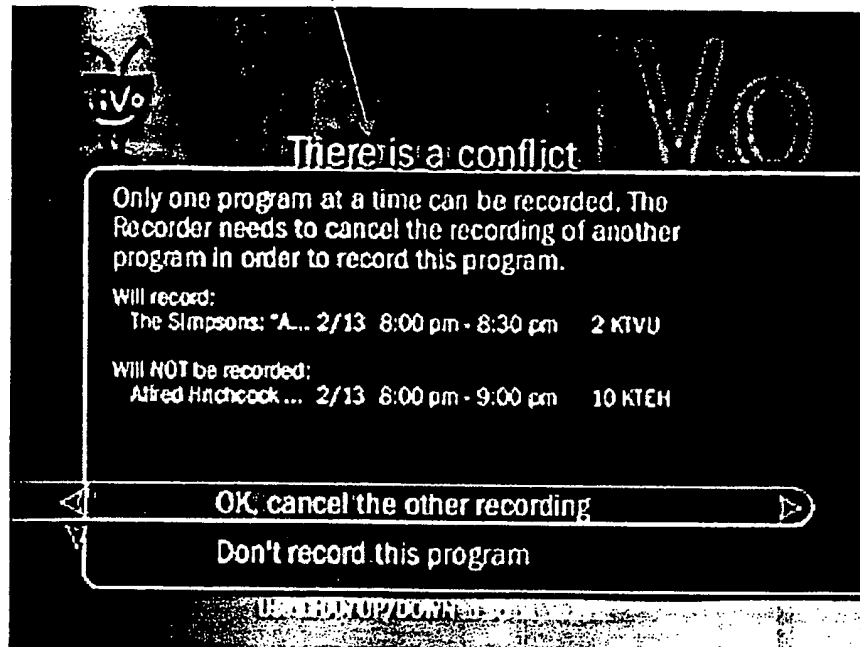 TiVo
There is a conflict
Only one program at a time can be recorded. The
Recorder needs to cancel the recording of another
program in order to record this program.
Will record:
The Simpsons: "A... 2/13 8:00 pm - 8:30 pm 2 KTVU
Will NOT be recorded:
Alfred Hitchcock ... 2/13 8:00 pm - 9:00 pm 10 KTEH
OK, cancel the other recording
Don't record this program
UP/DOWN